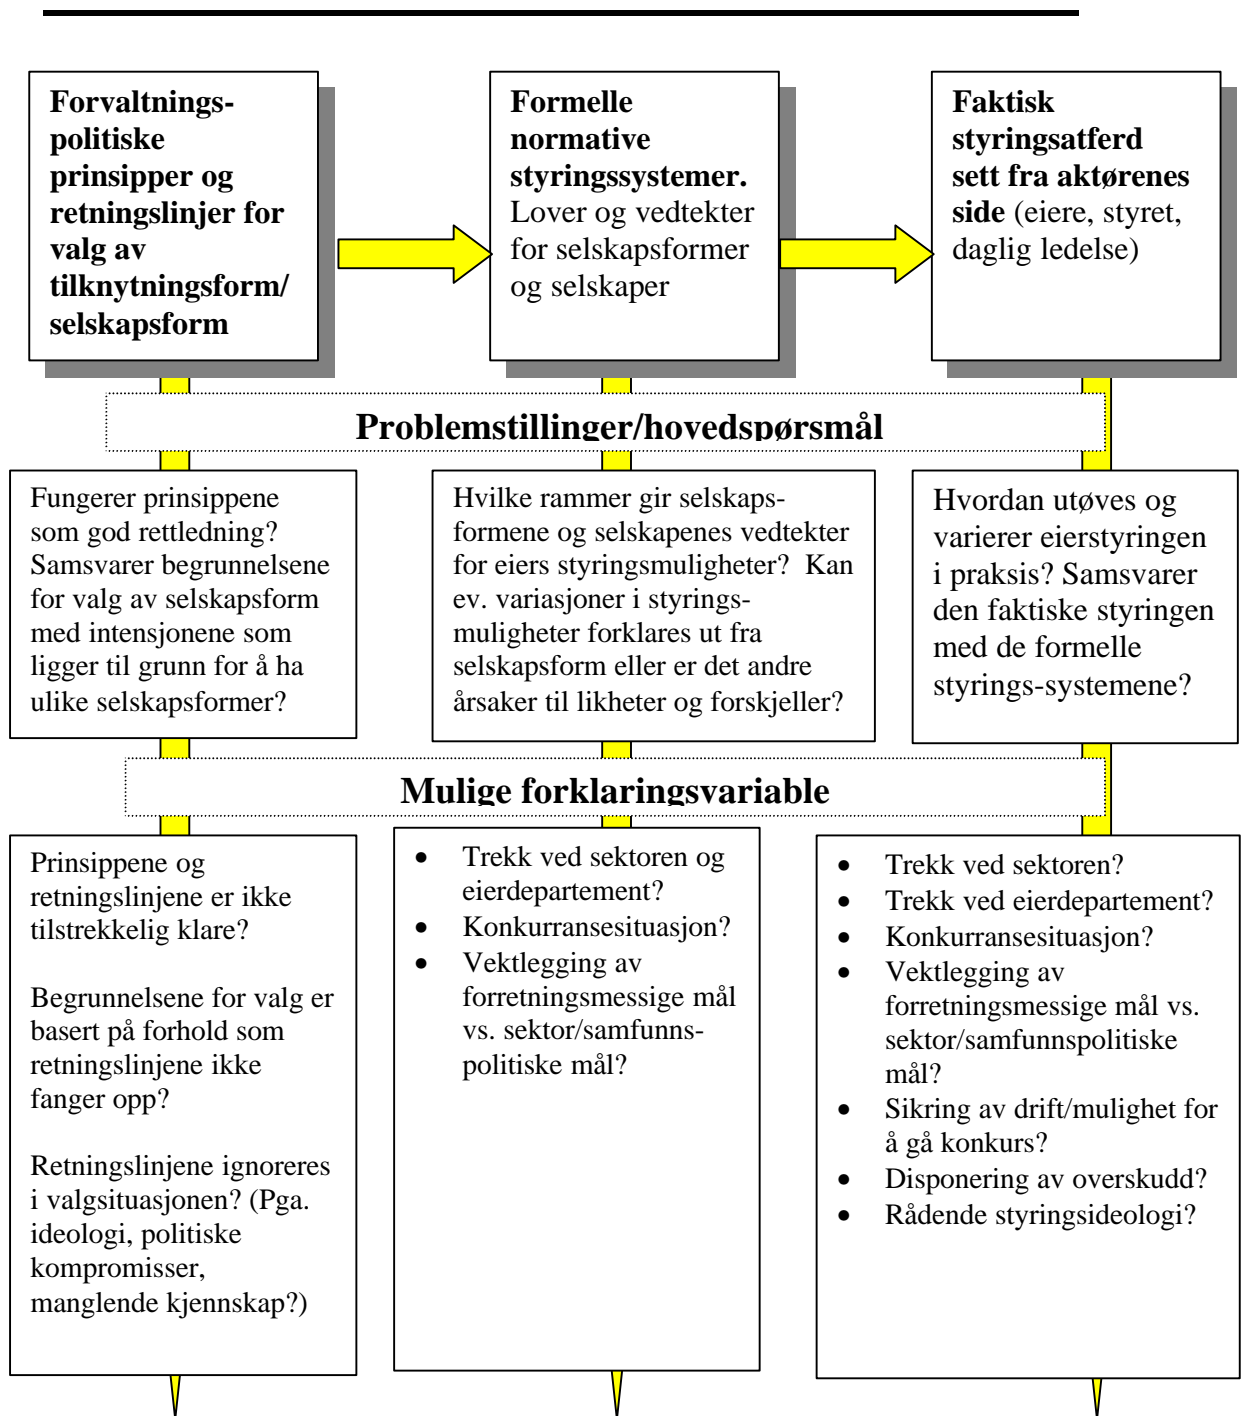 Forvaltnings-
politiske
prinsipper og
retningslinjer for
valg av
tilknytningsform/
selskapsform
Formelle
normative
styringssystemer.
Lover og vedtekter
for selskapsformer
og selskaper
Faktisk
styringsatferd
sett fra aktørenes
side (eiere, styret,
daglig ledelse)
Problemstillinger/hovedspørsmål
Fungerer prinsippene
som god rettledning?
Samsvarer begrunnelsene
for valg av selskapsform
med intensjonene som
ligger til grunn for å ha
ulike selskapsformer?
Hvilke rammer gir selskaps-
formene og selskapenes vedtekter
for eiers styringsmuligheter? Kan
ev. variasjoner i styrings-
muligheter forklares ut fra
selskapsform eller er det andre
årsaker til likheter og forskjeller?
Hvordan utøves og
varierer eierstyringen
i praksis? Samsvarer
den faktiske styringen
med de formelle
styrings-systemene?
Mulige forklaringsvariable
Prinsippene og
retningslinjene er ikke
tilstrekkelig klare?
Begrunnelsene for valg er
basert på forhold som
retningslinjene ikke
fanger opp?
Retningslinjene ignoreres
i valgsituasjonen? (Pga.
ideologi, politiske
kompromisser,
manglende kjennskap?)
• Trekk ved sektoren og
eierdepartement?
• Konkurransesituasjon?
• Vektlegging av
forretningsmessige mål
vs. sektor/samfunns-
politiske mål?
• Trekk ved sektoren?
• Trekk ved eierdepartement?
• Konkurransesituasjon?
• Vektlegging av
forretningsmessige mål vs.
sektor/samfunnspolitiske
mål?
• Sikring av drift/mulighet for
å gå konkurs?
• Disponering av overskudd?
• Rådende styringsideologi?